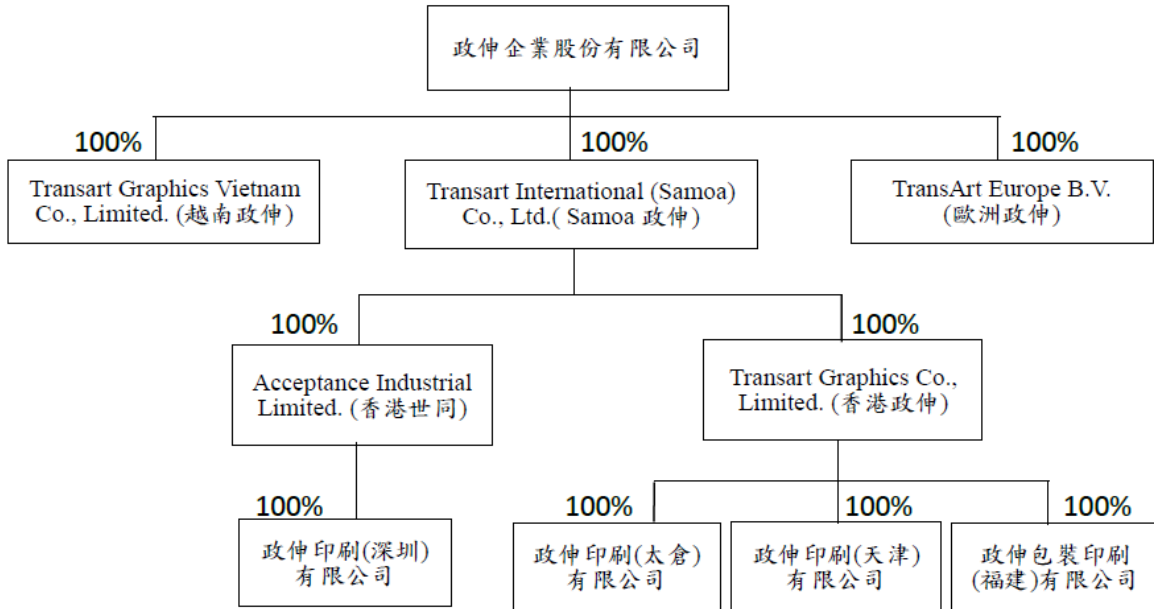 政伸企業股份有限公司
100%
100%
100%
Transart Graphics Vietnam
Co., Limited. (越南政伸)
Transart International (Samoa)
Co., Ltd.( Samoa 政伸)
TransArt Europe B.V.
(歐洲政伸)
100%
100%
Acceptance Industrial
Limited. (香港世同)
Transart Graphics Co.,
Limited. (香港政伸)
100%
100%
100%
100%
政伸印刷(深圳)
有限公司
政伸印刷(太倉)
有限公司
政伸印刷(天津)
有限公司
政伸包裝印刷
(福建)有限公司